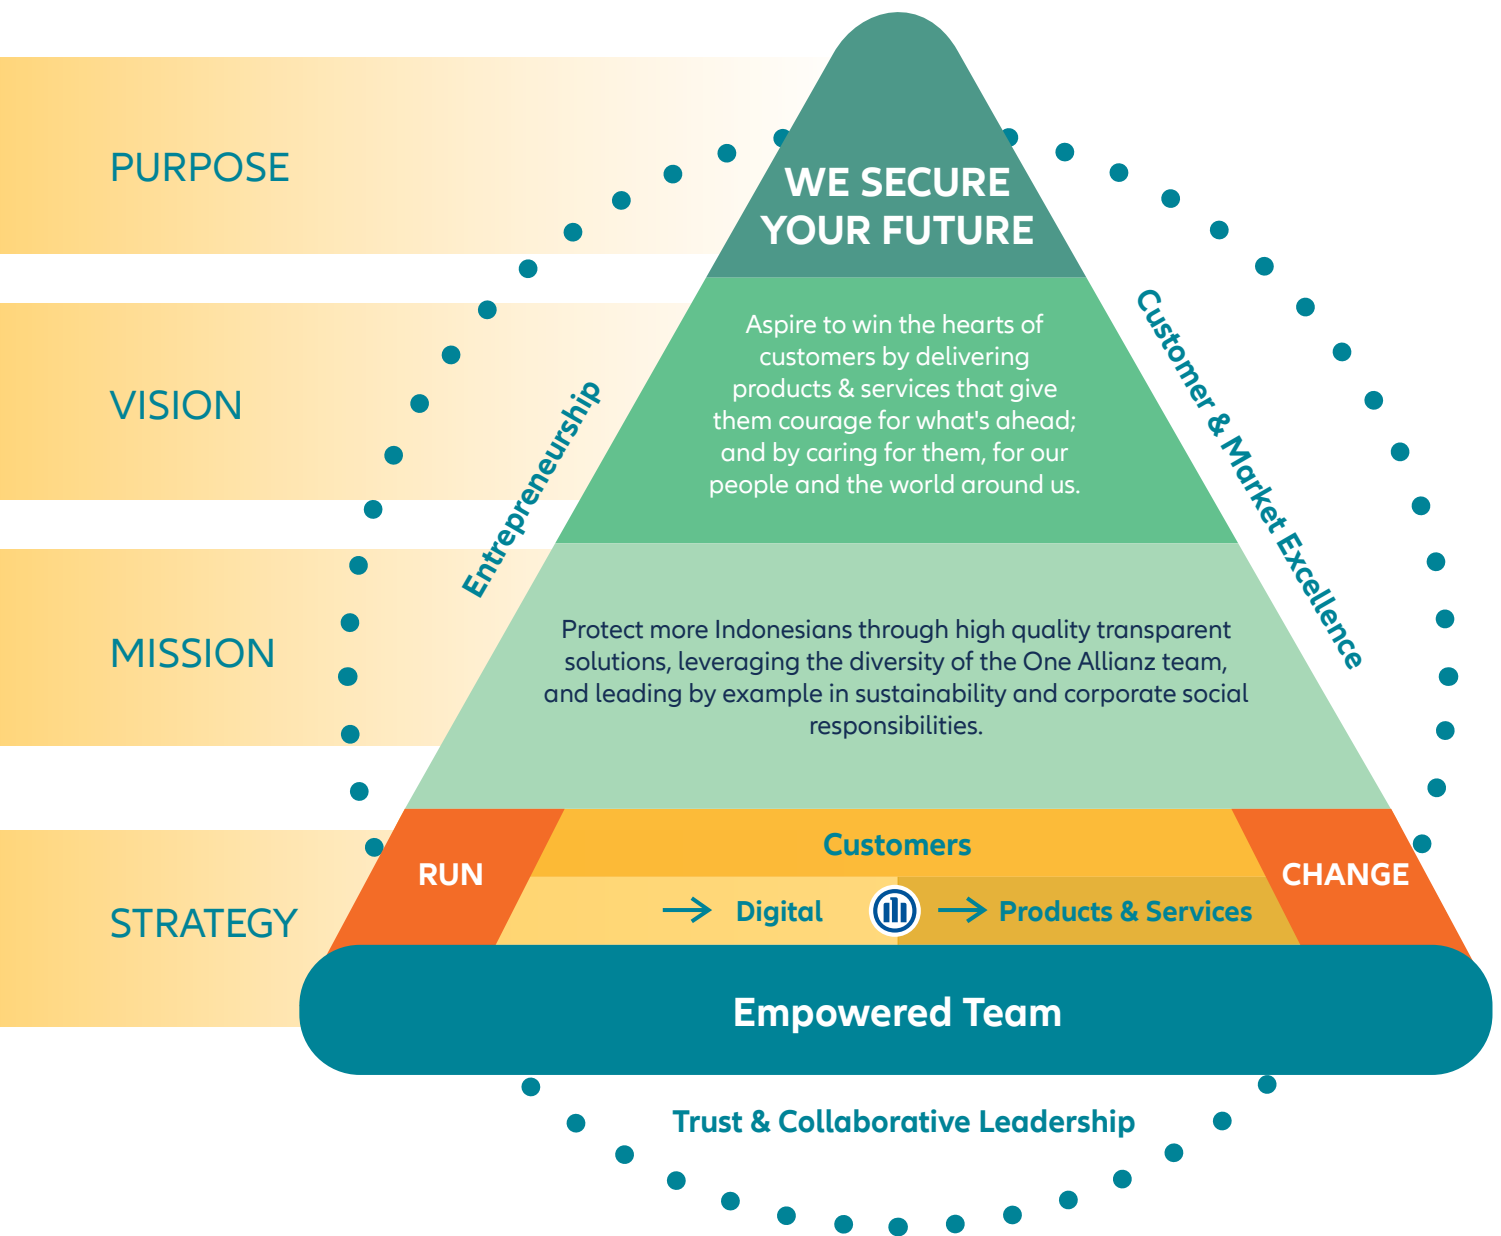 PURPOSE
WE SECURE
YOUR FUTURE
VISION
Aspire to win the hearts of
customers by delivering
products & services that give
them courage for what's ahead;
and by caring for them, for our
people and the world around us.
Entrepreneurship
Customer & Market Excellence
MISSION
Protect more Indonesians through high quality transparent
solutions, leveraging the diversity of the One Allianz team,
and leading by example in sustainability and corporate social
responsibilities.
STRATEGY
RUN
Customers
CHANGE
→ Digital
→ Products & Services
Empowered Team
Trust & Collaborative Leadership